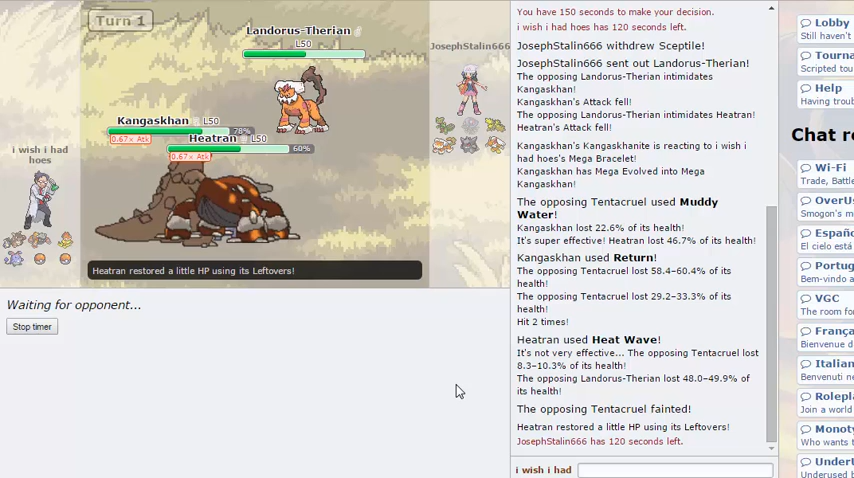 Turn 1
Landorus-Therian
L50
JosephStalin666
Kangaskhan L50
78%
0.67× Atk
Heatran L50
60%
0.67× Atk
i wish i had
hoes
Heatran restored a little HP using its Leftovers!
Waiting for opponent...
Stop timer
You have 150 seconds to make your decision.
i wish i had hoes has 120 seconds left.
JosephStalin666 withdrew Sceptile!
JosephStalin666 sent out Landorus-Therian!
The opposing Landorus-Therian intimidates
Kangaskhan!
Kangaskhan's Attack fell!
The opposing Landorus-Therian intimidates Heatran!
Heatran's Attack fell!
Kangaskhan's Kangaskhanite is reacting to i wish i
had hoes's Mega Bracelet!
Kangaskhan has Mega Evolved into Mega
Kangaskhan!
The opposing Tentacruel used Muddy
Water!
Kangaskhan lost 22.6% of its health!
It's super effective! Heatran lost 46.7% of its health!
Kangaskhan used Return!
The opposing Tentacruel lost 58.4–60.4% of its
health!
The opposing Tentacruel lost 29.2–33.3% of its
health!
Hit 2 times!
Heatran used Heat Wave!
It's not very effective... The opposing Tentacruel lost
8.3–10.3% of its health!
The opposing Landorus-Therian lost 48.0–49.9% of
its health!
The opposing Tentacruel fainted!
Heatran restored a little HP using its Leftovers!
JosephStalin666 has 120 seconds left.
i wish i had
Lobby
Still haven't
Tourna
Scripted tou
Help
Having troub
Chat r
Wi-Fi
Trade, Battle
OverUs
Smogon's m
Españo
El cielo está
Portug
Bem-vindo a
VGC
The room for
França
Bienvenue d
Italian
Benvenuti ne
Rolepla
Join a world
Monoty
Who wants t
UnderU
Underused b